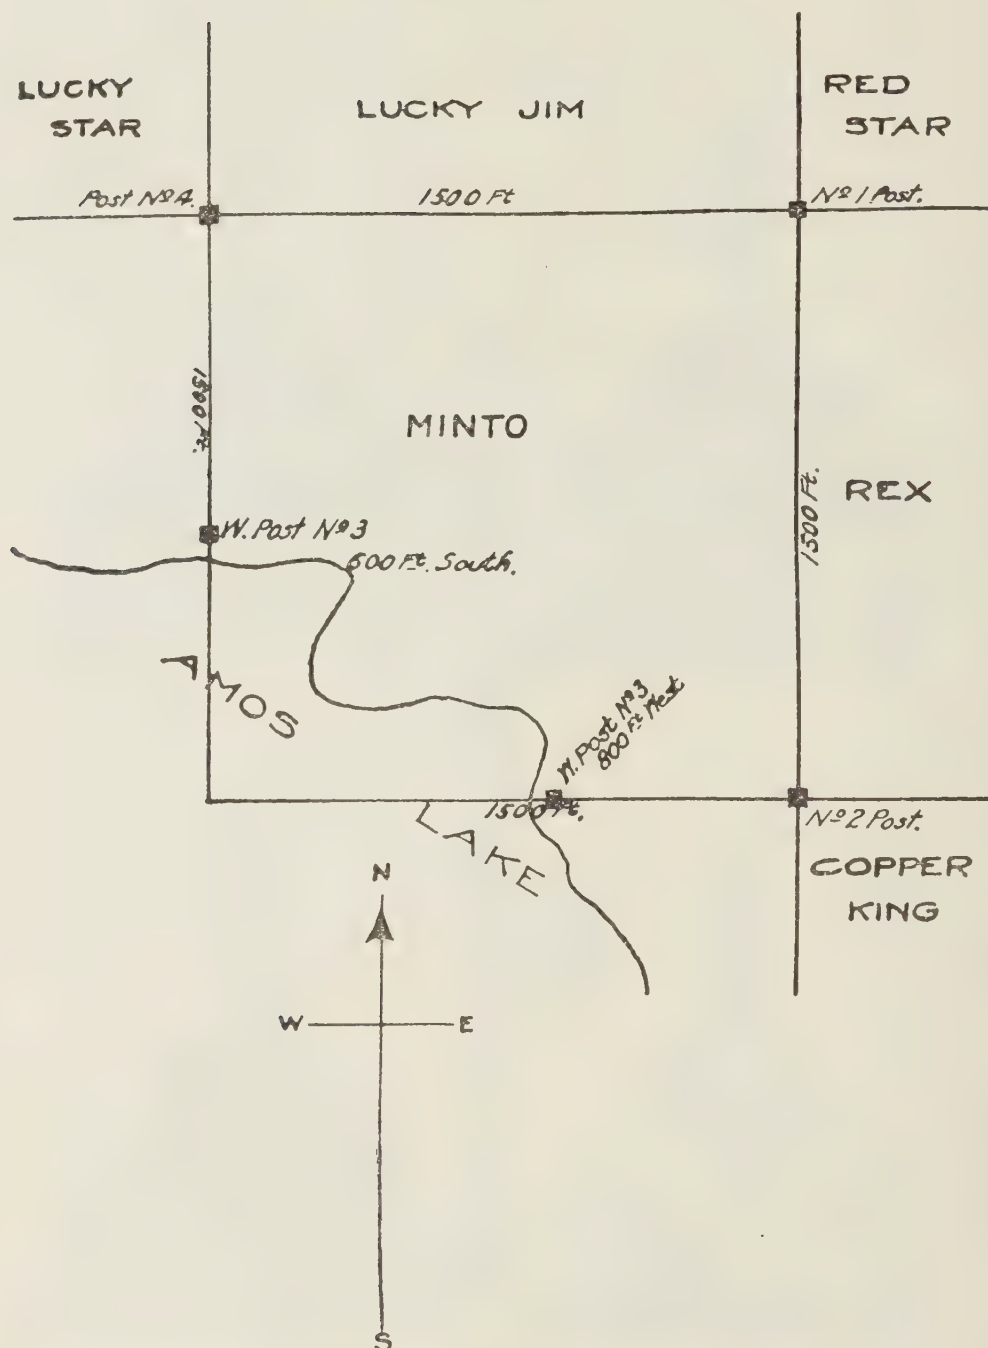 LUCKY
STAR
LUCKY JIM
RED
STAR
Post Nº 4.
1500 Ft
Nº 1 Post.
1500 Ft.
MINTO
REX
1500 Ft.
W. Post Nº 3
600 Ft. South.
AMOS
W. Post Nº 3
800 Ft West
1500 Ft.
LAKE
Nº 2 Post.
COPPER
KING
N
W
E
S